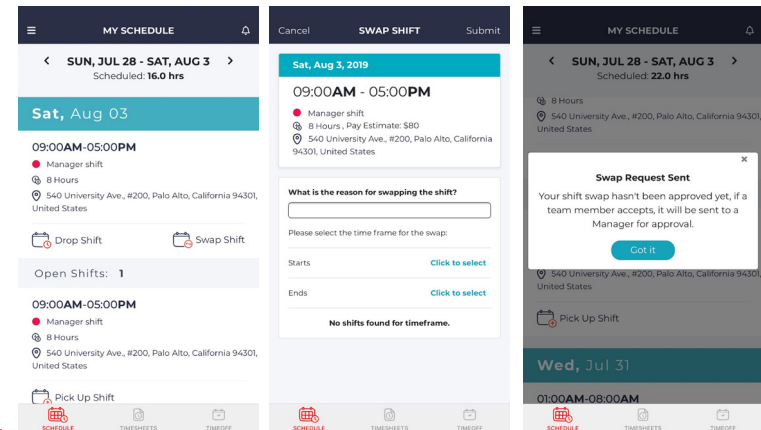 MY SCHEDULE
SUN, JUL 28 - SAT, AUG 3
Scheduled: 16.0 hrs
Sat, Aug 03
09:00AM-05:00PM
Manager shift
8 Hours
540 University Ave., #200, Palo Alto, California 94301,
United States
Drop Shift
Swap Shift
Open Shifts: 1
09:00AM-05:00PM
Manager shift
8 Hours
540 University Ave., #200, Palo Alto, California 94301,
United States
Pick Up Shift
SCHEDULE
TIMESHEETS
TIMEOFF
Cancel
SWAP SHIFT
Submit
Sat, Aug 3, 2019
09:00AM - 05:00PM
Manager shift
8 Hours , Pay Estimate: $80
540 University Ave., #200, Palo Alto, California
94301, United States
What is the reason for swapping the shift?
Please select the time frame for the swap:
Starts
Click to select
Ends
Click to select
No shifts found for timeframe.
SCHEDULE
TIMESHEETS
TIMEOFF
MY SCHEDULE
SUN, JUL 28 - SAT, AUG 3
Scheduled: 22.0 hrs
8 Hours
540 University Ave., #200, Palo Alto, California 94301,
United States
Swap Request Sent
Your shift swap hasn't been approved yet, if a
team member accepts, it will be sent to a
Manager for approval.
Got it
540 University Ave., #200, Palo Alto, California 94301,
United States
Pick Up Shift
Wed, Jul 31
01:00AM-08:00AM
SCHEDULE
TIMESHEETS
TIMEOFF